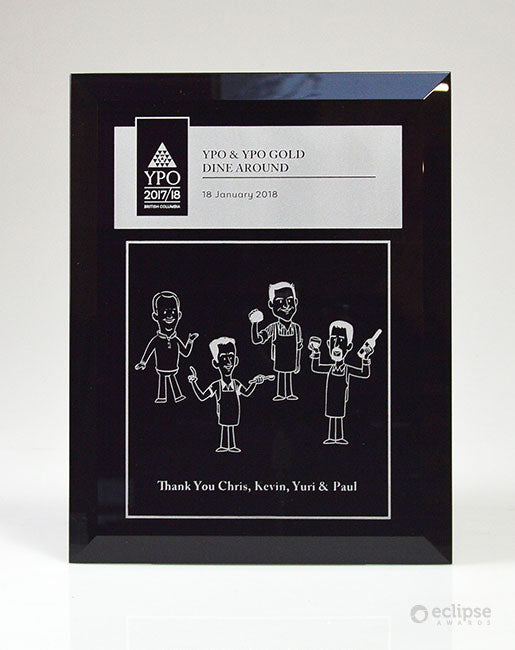 YPO & YPO GOLD
DINE AROUND
18 January 2018
YPO
2017/18
BRITISH COLUMBIA
Thank You Chris, Kevin, Yuri & Paul
eclipse
AWARDS